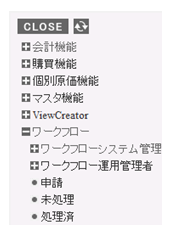 CLOSE
会計機能
購買機能
個別原価機能
マスタ機能
ViewCreator
ワークフロー
ワークフローシステム管理
ワークフロー運用管理者
申請
未処理
処理済